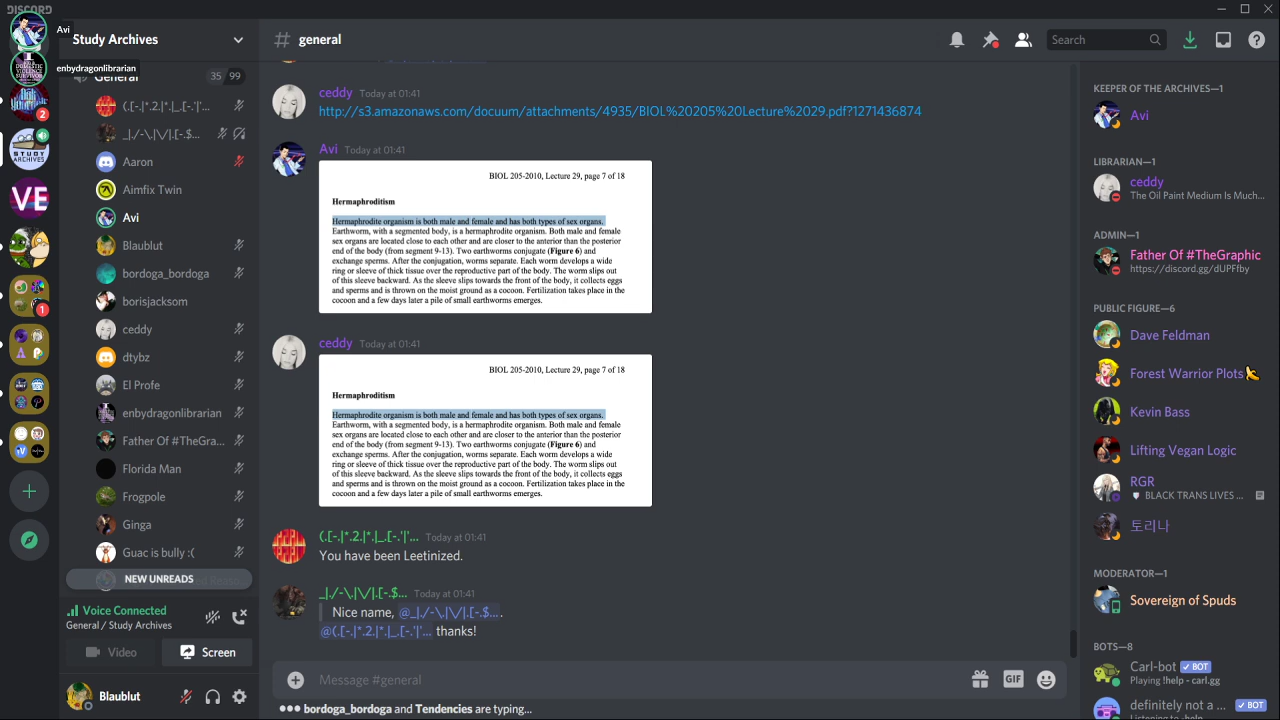 DISCORD
Avi
Study Archives
enbydragonlibrarian
General
35 99
(.[-.|*.2.|*.|_.[-.'|'...
_|./-\.|\/|.[-.$...
Aaron
Aimfix Twin
Avi
Blaublut
bordoga_bordoga
borisjacksom
ceddy
dtybz
El Profe
enbydragonlibrarian
Father Of #TheGra...
Florida Man
Frogpole
Ginga
Guac is bully :(
NEW UNREADS
Voice Connected
General / Study Archives
Video
Screen
Blaublut
2
STUDY
ARCHIVES
VE
1
# general
Search
ceddy Today at 01:41
http://s3.amazonaws.com/docuum/attachments/4935/BIOL%20205%20Lecture%2029.pdf?1271436874
Avi Today at 01:41
BIOL 205-2010, Lecture 29, page 7 of 18
Hermaphroditism
Hermaphrodite organism is both male and female and has both types of sex organs.
Earthworm, with a segmented body, is a hermaphrodite organism. Both male and female
sex organs are located close to each other and are closer to the anterior than the posterior
end of the body (from segment 9-13). Two earthworms conjugate (Figure 6) and
exchange sperms. After the conjugation, worms separate. Each worm develops a wide
ring or sleeve of thick tissue over the reproductive part of the body. The worm slips out
of this sleeve backward. As the sleeve slips towards the front of the body, it collects eggs
and sperms and is thrown on the moist ground as a cocoon. Fertilization takes place in the
cocoon and a few days later a pile of small earthworms emerges.
ceddy Today at 01:41
BIOL 205-2010, Lecture 29, page 7 of 18
Hermaphroditism
Hermaphrodite organism is both male and female and has both types of sex organs.
Earthworm, with a segmented body, is a hermaphrodite organism. Both male and female
sex organs are located close to each other and are closer to the anterior than the posterior
end of the body (from segment 9-13). Two earthworms conjugate (Figure 6) and
exchange sperms. After the conjugation, worms separate. Each worm develops a wide
ring or sleeve of thick tissue over the reproductive part of the body. The worm slips out
of this sleeve backward. As the sleeve slips towards the front of the body, it collects eggs
and sperms and is thrown on the moist ground as a cocoon. Fertilization takes place in the
cocoon and a few days later a pile of small earthworms emerges.
(.[-.|*.2.|*.|_.[-.'|'... Today at 01:41
You have been Leetinized.
_|./-\.|\/|.[-.$... Today at 01:41
Nice name, @_|./-\.|\/|.[-.$....
@(.[-.|*.2.|*.|_.[-.'|'... thanks!
Message #general
GIF
bordoga_bordoga and Tendencies are typing...
KEEPER OF THE ARCHIVES—1
Avi
LIBRARIAN—1
ceddy
The Print Medium Is Much...
ADMIN—1
Father Of #TheGrift
Playing osu!gg/PFPF
PUBLIC FIGURE—6
Dave Feldman
Forest Warrior Plots
Kevin Bass
Real Vegan Logic
RGR
토리나
MODERATOR—1
Sovereign of Spuds
BOTS—8
Carl-bot BOT
Playing !help - carl.gg
definitely not a ... BOT
Listening to .help